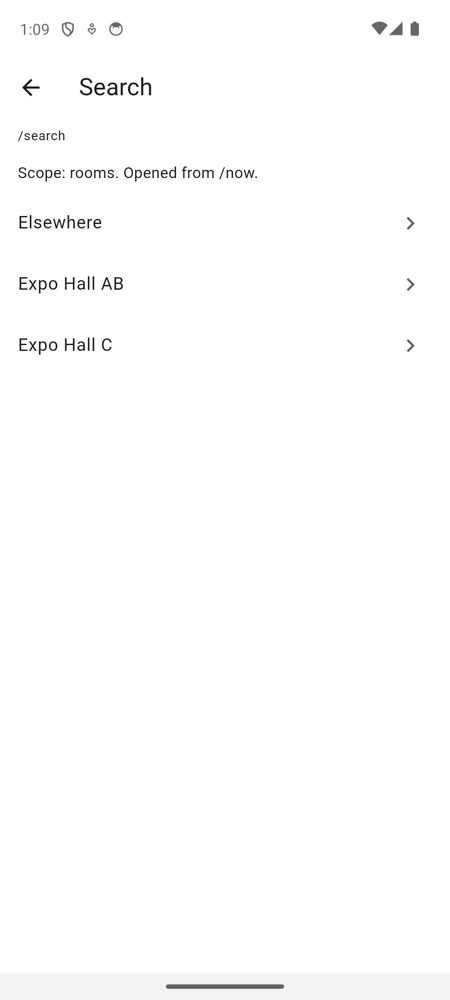 1:09
Search
/search
Scope: rooms. Opened from /now.
Elsewhere
Expo Hall AB
Expo Hall C